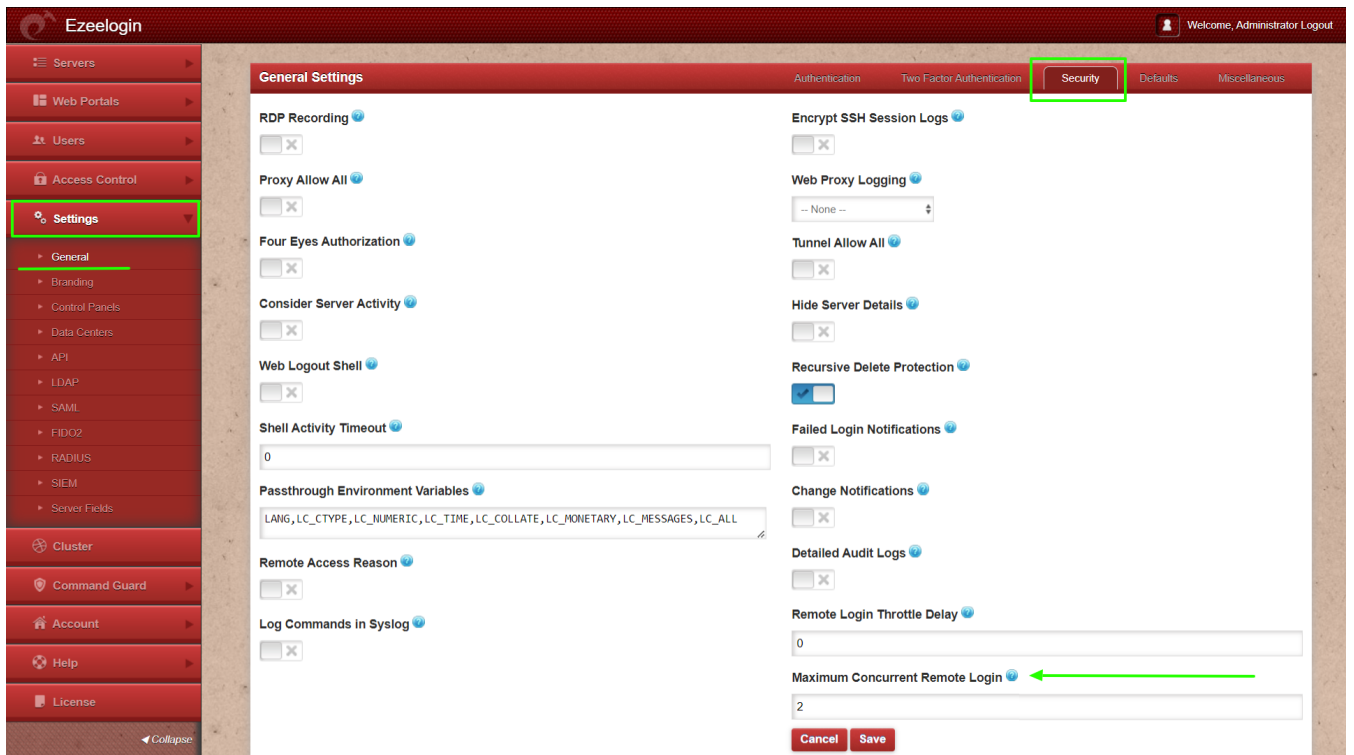 Ezeelogin
Welcome, Administrator Logout
Servers
Web Portals
Users
Access Control
Settings
General
Branding
Control Panels
Data Centers
API
LDAP
SAML
FIDO2
RADIUS
SIEM
Server Fields
Cluster
Command Guard
Account
Help
License
Collapse
General Settings
Authentication
Two Factor Authentication
Security
Defaults
Miscellaneous
RDP Recording
Proxy Allow All
Four Eyes Authorization
Consider Server Activity
Web Logout Shell
Shell Activity Timeout
0
Passthrough Environment Variables
LANG,LC_CTYPE,LC_NUMERIC,LC_TIME,LC_COLLATE,LC_MONETARY,LC_MESSAGES,LC_ALL
Remote Access Reason
Log Commands in Syslog
Encrypt SSH Session Logs
Web Proxy Logging
-- None --
Tunnel Allow All
Hide Server Details
Recursive Delete Protection
Failed Login Notifications
Change Notifications
Detailed Audit Logs
Remote Login Throttle Delay
0
Maximum Concurrent Remote Login
2
Cancel
Save